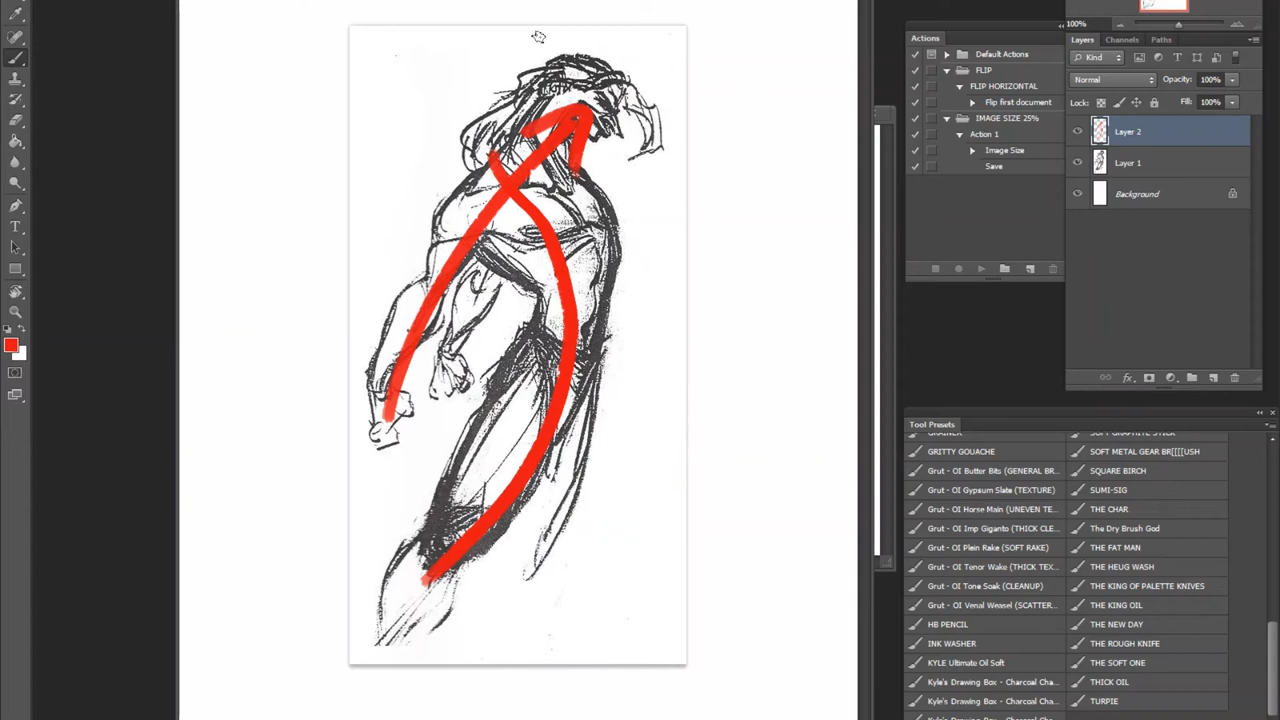 100%
Actions
Default Actions
FLIP
FLIP HORIZONTAL
Flip first document
IMAGE SIZE 25%
Action 1
Image Size
Save
Layers Channels Paths
Kind
Normal Opacity: 100%
Lock: Fill: 100%
Layer 2
Layer 1
Background
Tool Presets
GRAINER SOFT GRAPHITE STICK
GRITTY GOUACHE SOFT METAL GEAR BR[[[[USH
Grut - OI Butter Bits (GENERAL BR... SQUARE BIRCH
Grut - OI Gypsum Slate (TEXTURE) SUMI-SIG
Grut - OI Horse Main (UNEVEN TE... THE CHAR
Grut - OI Imp Giganto (THICK CLE... The Dry Brush God
Grut - OI Plein Rake (SOFT RAKE) THE FAT MAN
Grut - OI Tenor Wake (THICK TEX... THE HEUG WASH
Grut - OI Tone Soak (CLEANUP) THE KING OF PALETTE KNIVES
Grut - OI Venal Weasel (SCATTER... THE KING OIL
HB PENCIL THE NEW DAY
INK WASHER THE ROUGH KNIFE
KYLE Ultimate Oil Soft THE SOFT ONE
Kyle's Drawing Box - Charcoal Cha... THICK OIL
Kyle's Drawing Box - Charcoal Cha... TURPIE